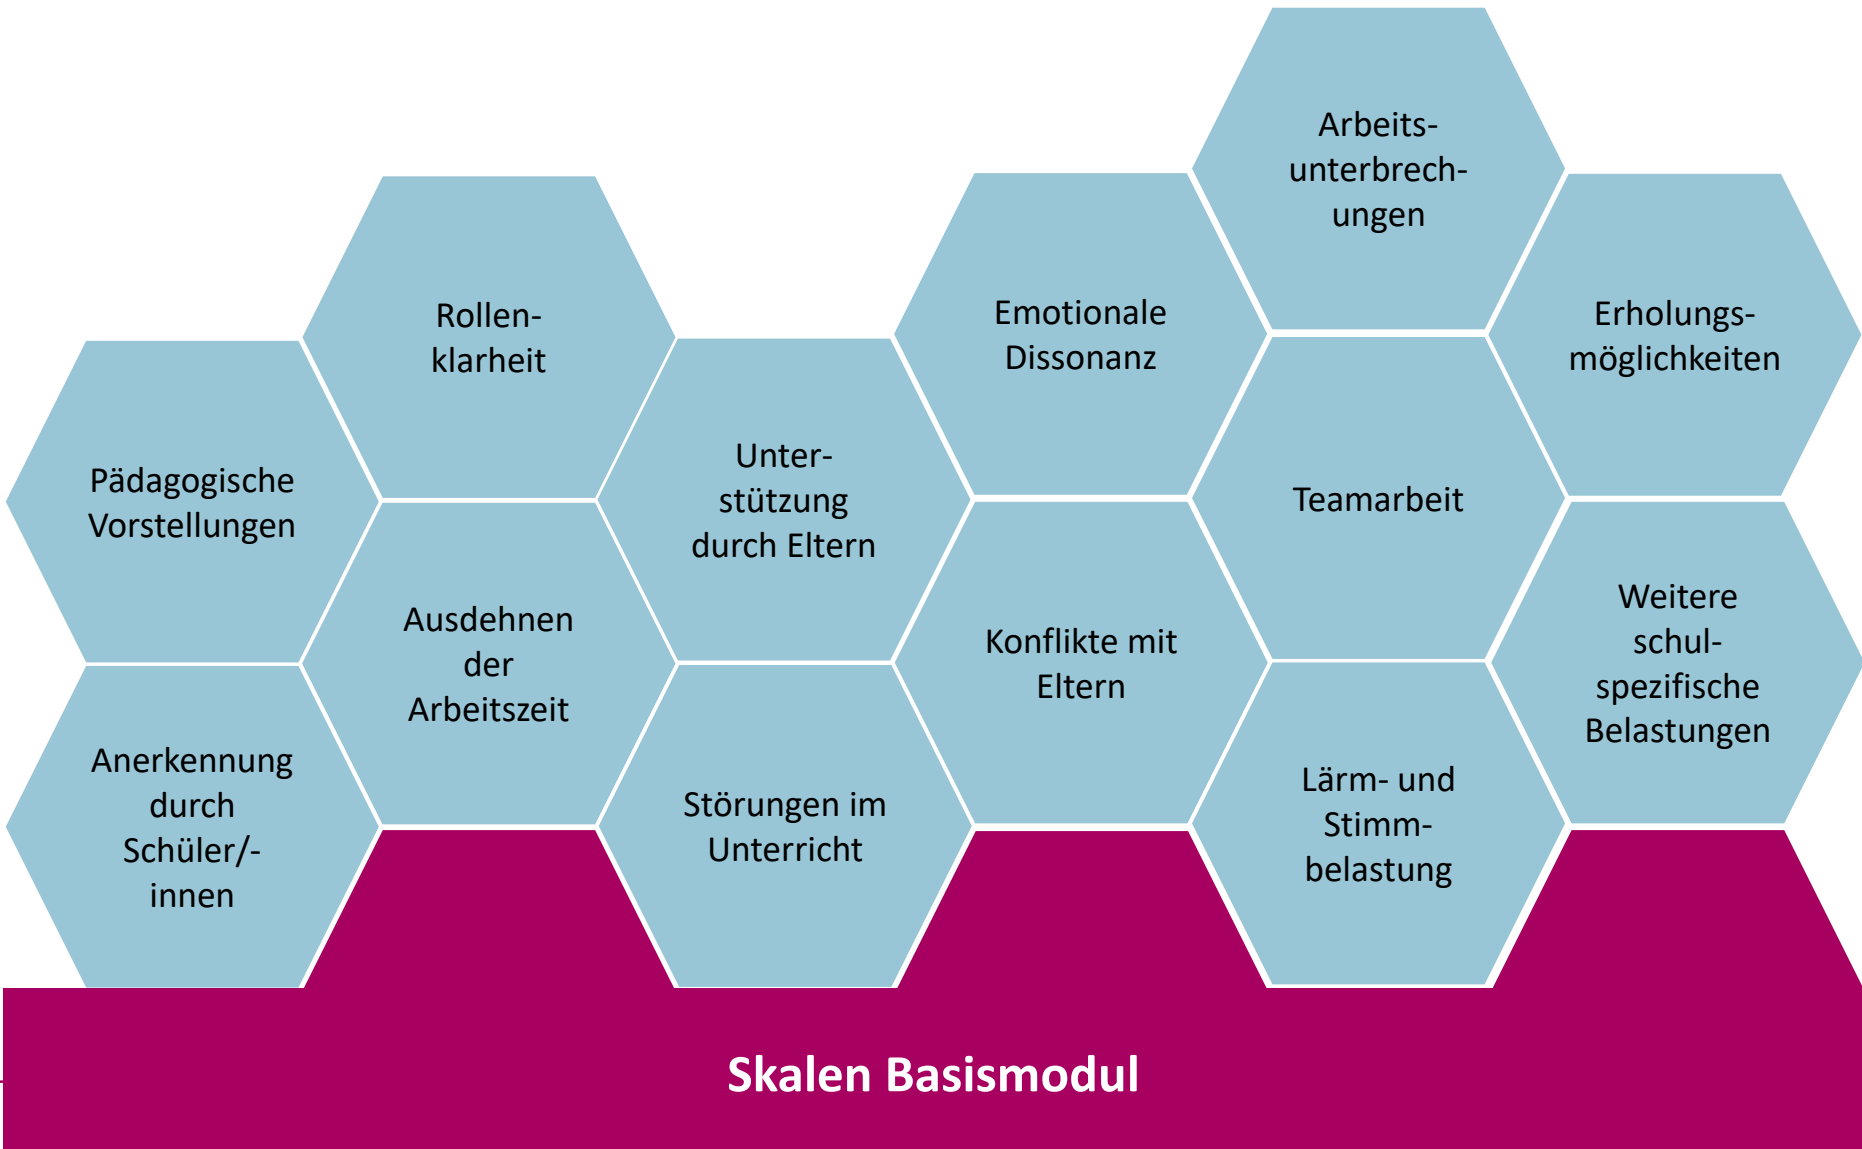 Arbeits-
unterbrech-
ungen
Rollen-
klarheit
Emotionale
Dissonanz
Erholungs-
möglichkeiten
Pädagogische
Vorstellungen
Unter-
stützung
durch Eltern
Teamarbeit
Ausdehnen
der
Arbeitszeit
Konflikte mit
Eltern
Weitere
schul-
spezifische
Belastungen
Anerkennung
durch
Schüler/-
innen
Störungen im
Unterricht
Lärm- und
Stimm-
belastung
Skalen Basismodul